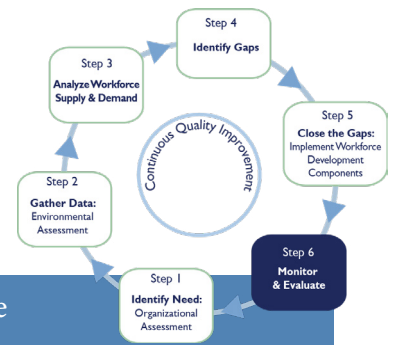 Step 4
Identify Gaps
Step 3
Analyze Workforce
Supply & Demand
Step 5
Close the Gaps:
Implement Workforce
Development
Components
Continuous Quality Improvement
Step 2
Gather Data:
Environmental
Assessment
Step 6
Monitor
& Evaluate
Step 1
Identify Need:
Organizational
Assessment
e